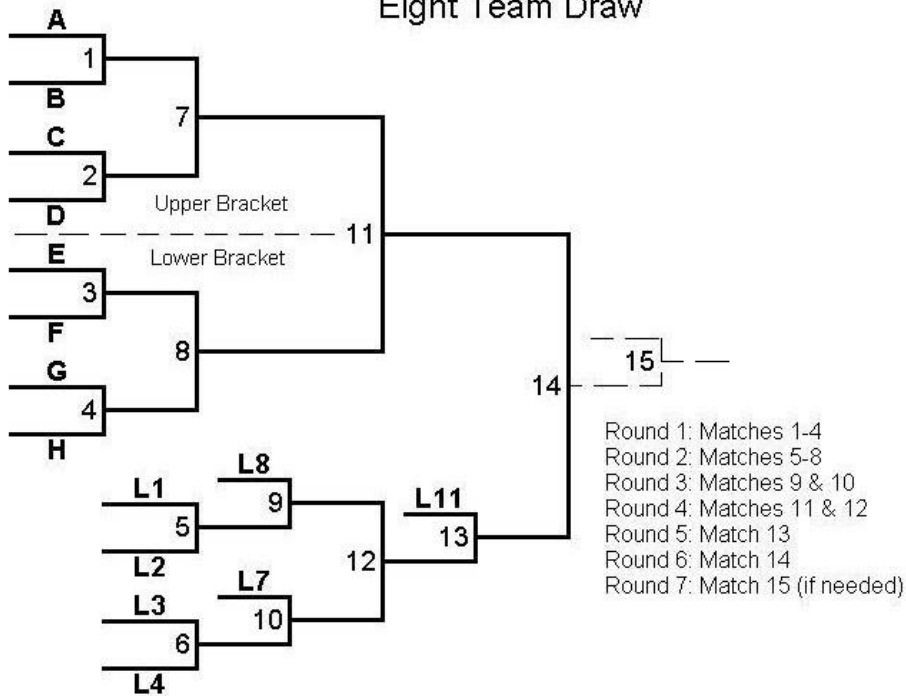 Eight Team Draw
A
1
B
7
C
2
D
Upper Bracket
11
Lower Bracket
E
3
F
8
G
4
H
14
15
L8
L1
9
5
L2
L11
13
12
L7
L3
10
6
L4
Round 1: Matches 1-4
Round 2: Matches 5-8
Round 3: Matches 9 & 10
Round 4: Matches 11 & 12
Round 5: Match 13
Round 6: Match 14
Round 7: Match 15 (if needed)